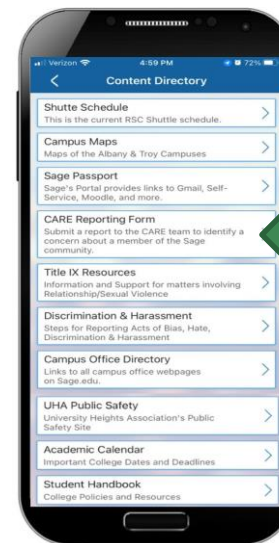 Verizon 4:59 PM 72%
Content Directory
Shutte Schedule
This is the current RSC Shuttle schedule.
Campus Maps
Maps of the Albany & Troy Campuses
Sage Passport
Sage's Portal provides links to Gmail, Self-
Service, Moodle, and more.
CARE Reporting Form
Submit a report to the CARE team to identify a
concern about a member of the Sage
community.
Title IX Resources
Information and Support for matters involving
Relationship/Sexual Violence
Discrimination & Harassment
Steps for Reporting Acts of Bias, Hate,
Discrimination & Harassment
Campus Office Directory
Links to all campus office webpages
on Sage.edu.
UHA Public Safety
University Heights Association's Public
Safety Site
Academic Calendar
Important College Dates and Deadlines
Student Handbook
College Policies and Resources